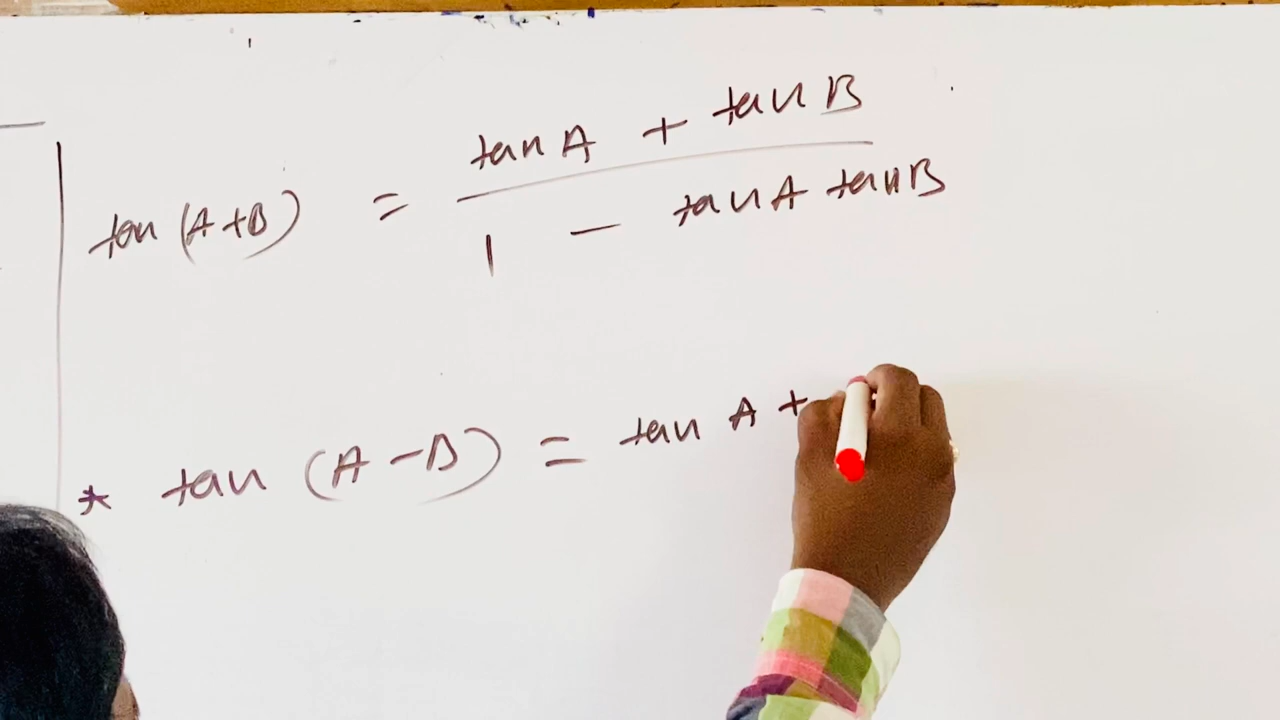 tan (A+B) = tan A + tan B / 1 - tan A tan B
* tan (A-B) = tan A +